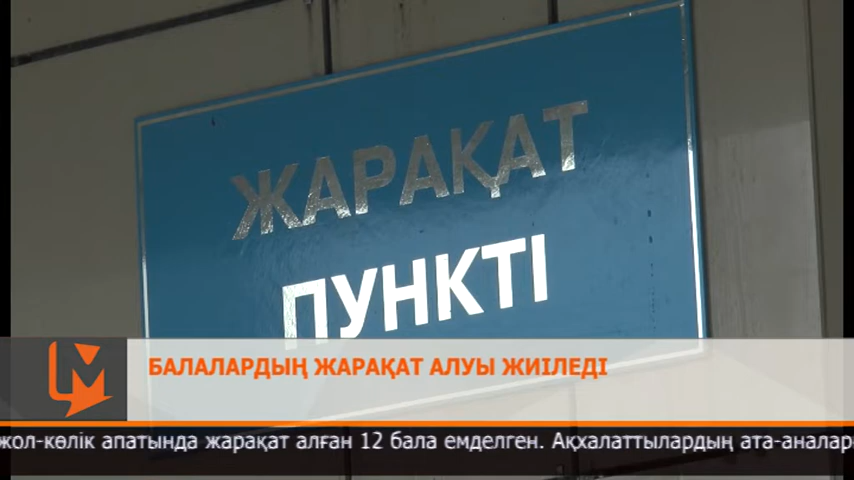 ЖАРАҚАТ
ПУНКТІ
БАЛАЛАРДЫҢ ЖАРАҚАТ АЛУЫ ЖИІЛЕДІ
жол-көлік апатында жарақат алған 12 бала емделген. Ақхалаттылардың ата-аналар